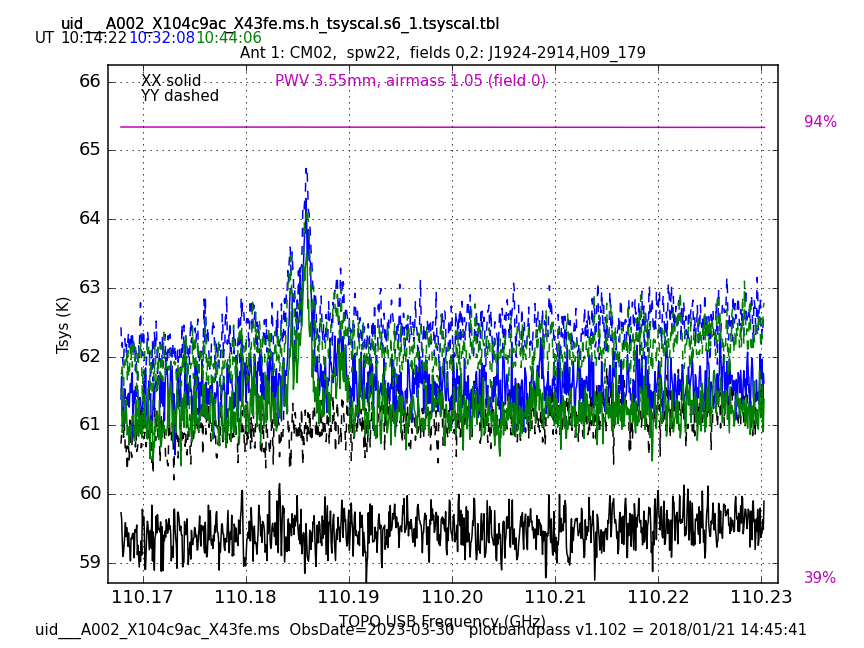 uid___A002_X104c9ac_X43fe.ms.h_tsyscal.s6_1.tsyscal.tbl
UT 10:14:22 10:32:08 10:44:06
Ant 1: CM02, spw22, fields 0,2: J1924-2914,H09_179
XX solid
PWV 3.55mm, airmass 1.05 (field 0)
YY dashed
66
65
64
63
62
61
60
59
94%
39%
Tsys (K)
110.17 110.18 110.19 110.20 110.21 110.22 110.23
TOPO USB Frequency (GHz)
uid___A002_X104c9ac_X43fe.ms ObsDate=2023-03-30 plotbandpass v1.102 = 2018/01/21 14:45:41